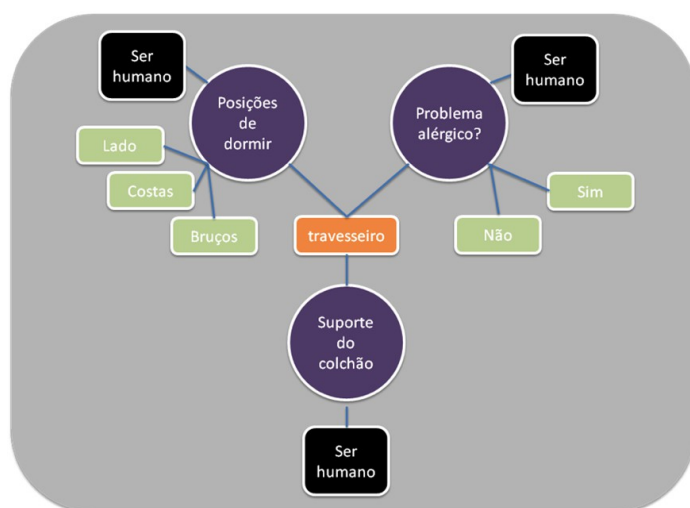 Ser
humano
Posições
de
dormir
Lado
Costas
Bruços
Ser
humano
Problema
alérgico?
Sim
Não
travesseiro
Suporte
do
colchão
Ser
humano